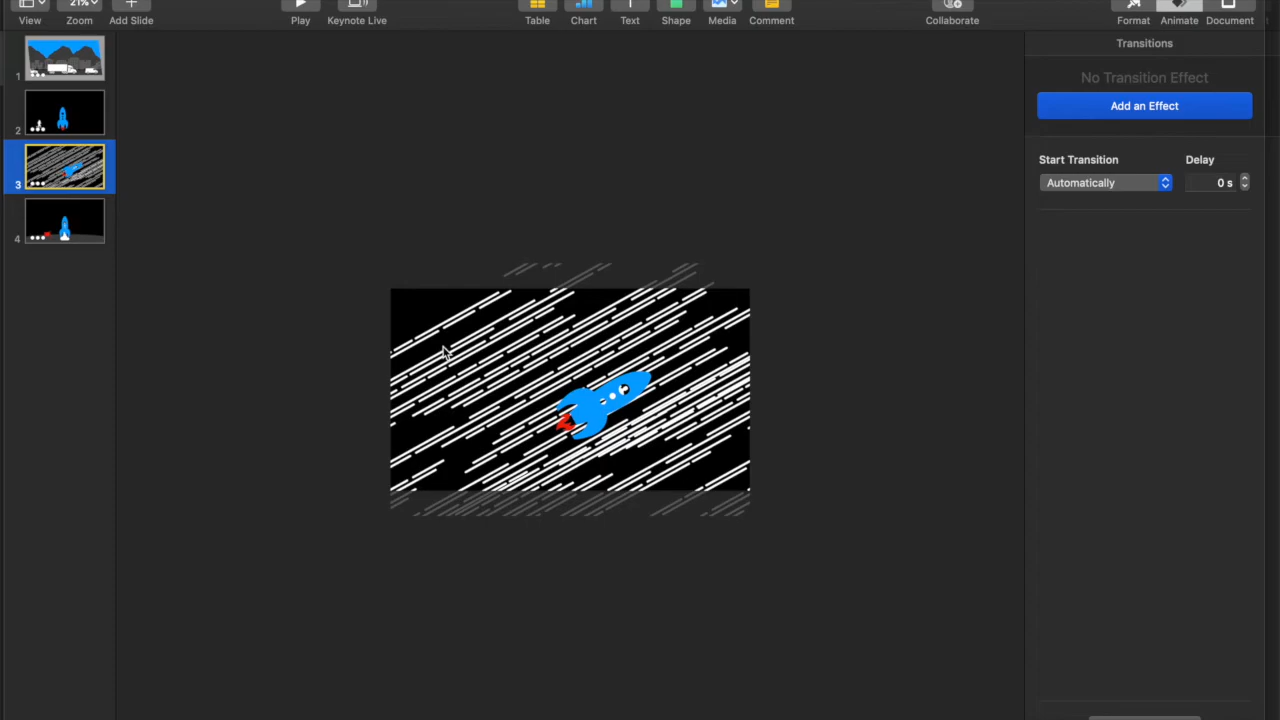 21%
View Zoom Add Slide Play Keynote Live Table Chart Text Shape Media Comment Collaborate Format Animate Document
Transitions
No Transition Effect
Add an Effect
Start Transition Delay
Automatically 0 s
1
2
3
4